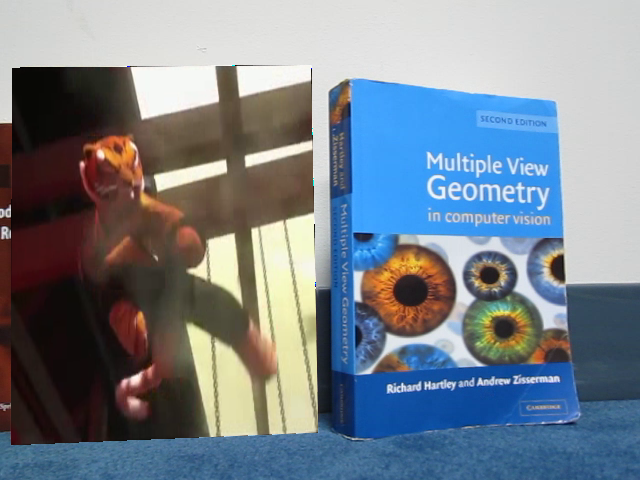 SECOND EDITION
Multiple View
Geometry
in computer vision
Richard Hartley and Andrew Zisserman
CAMBRIDGE
Hartley and
Zisserman
Multiple View Geometry